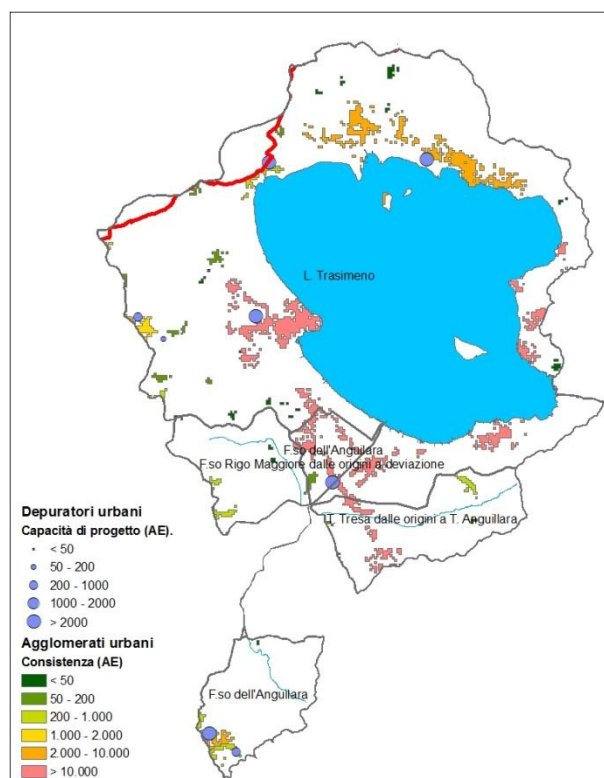 L. Trasimeno
F.so dell'Anguillara
F.so Rigo Maggiore dalle origini a deviazione
T. Tresa dalle origini a T. Anguillara
F.so dell'Anguillara
Depuratori urbani
Capacità di progetto (AE).
< 50
50 - 200
200 - 1000
1000 - 2000
> 2000
Agglomerati urbani
Consistenza (AE)
< 50
50 - 200
200 - 1.000
1.000 - 2.000
2.000 - 10.000
> 10.000